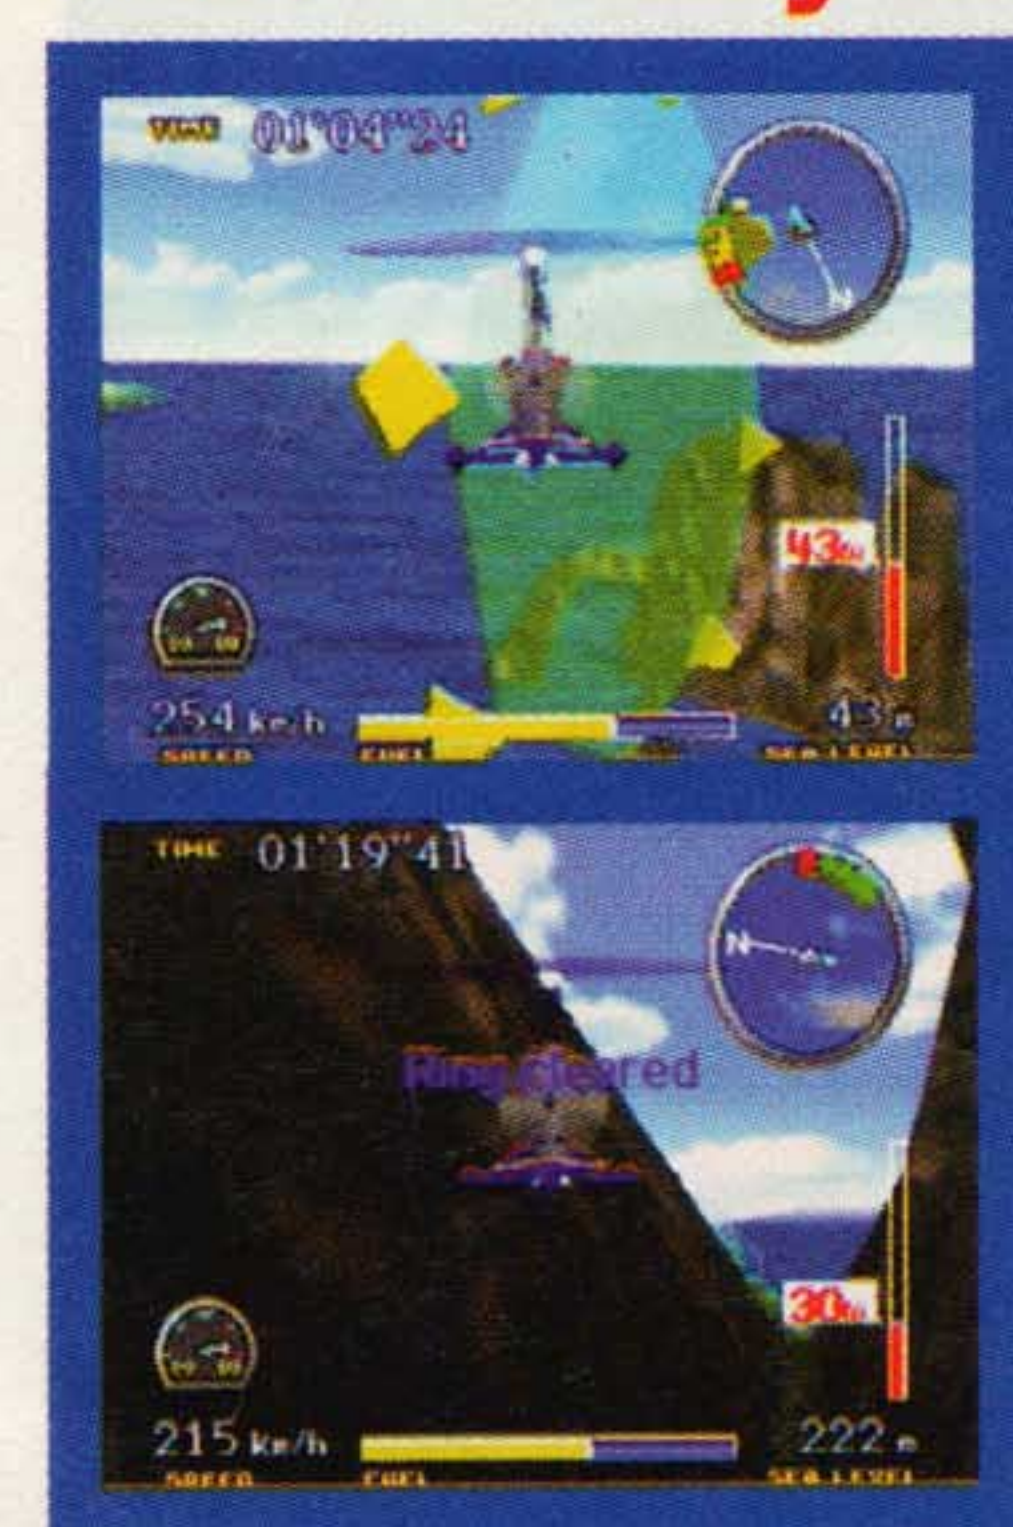 TIME 01'04"24
43m
254 km/h
43 m
SPEED FUEL SEA LEVEL
TIME 01'19"41
N
Ring cleared
30m
215 km/h
222 m
SPEED FUEL SEA LEVEL